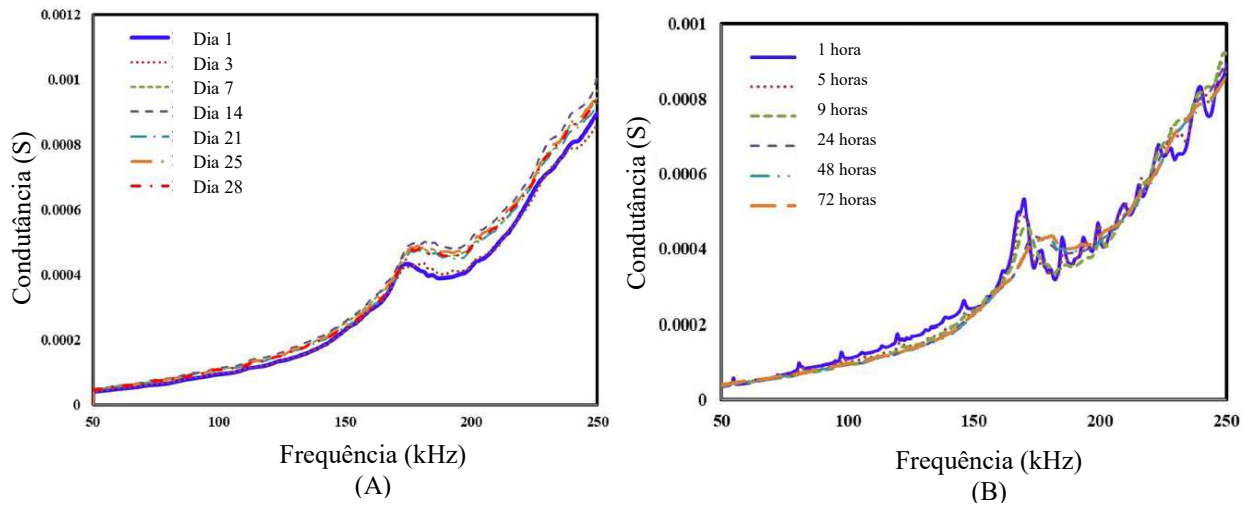 0.0012
0.001
0.0008
0.0006
0.0004
0.0002
0
Condutância (S)
Dia 1
Dia 3
Dia 7
Dia 14
Dia 21
Dia 25
Dia 28
50
100
150
200
250
Frequência (kHz)
(A)
0.001
0.0008
0.0006
0.0004
0.0002
0
Condutância (S)
1 hora
5 horas
9 horas
24 horas
48 horas
72 horas
50
100
150
200
250
Frequência (kHz)
(B)